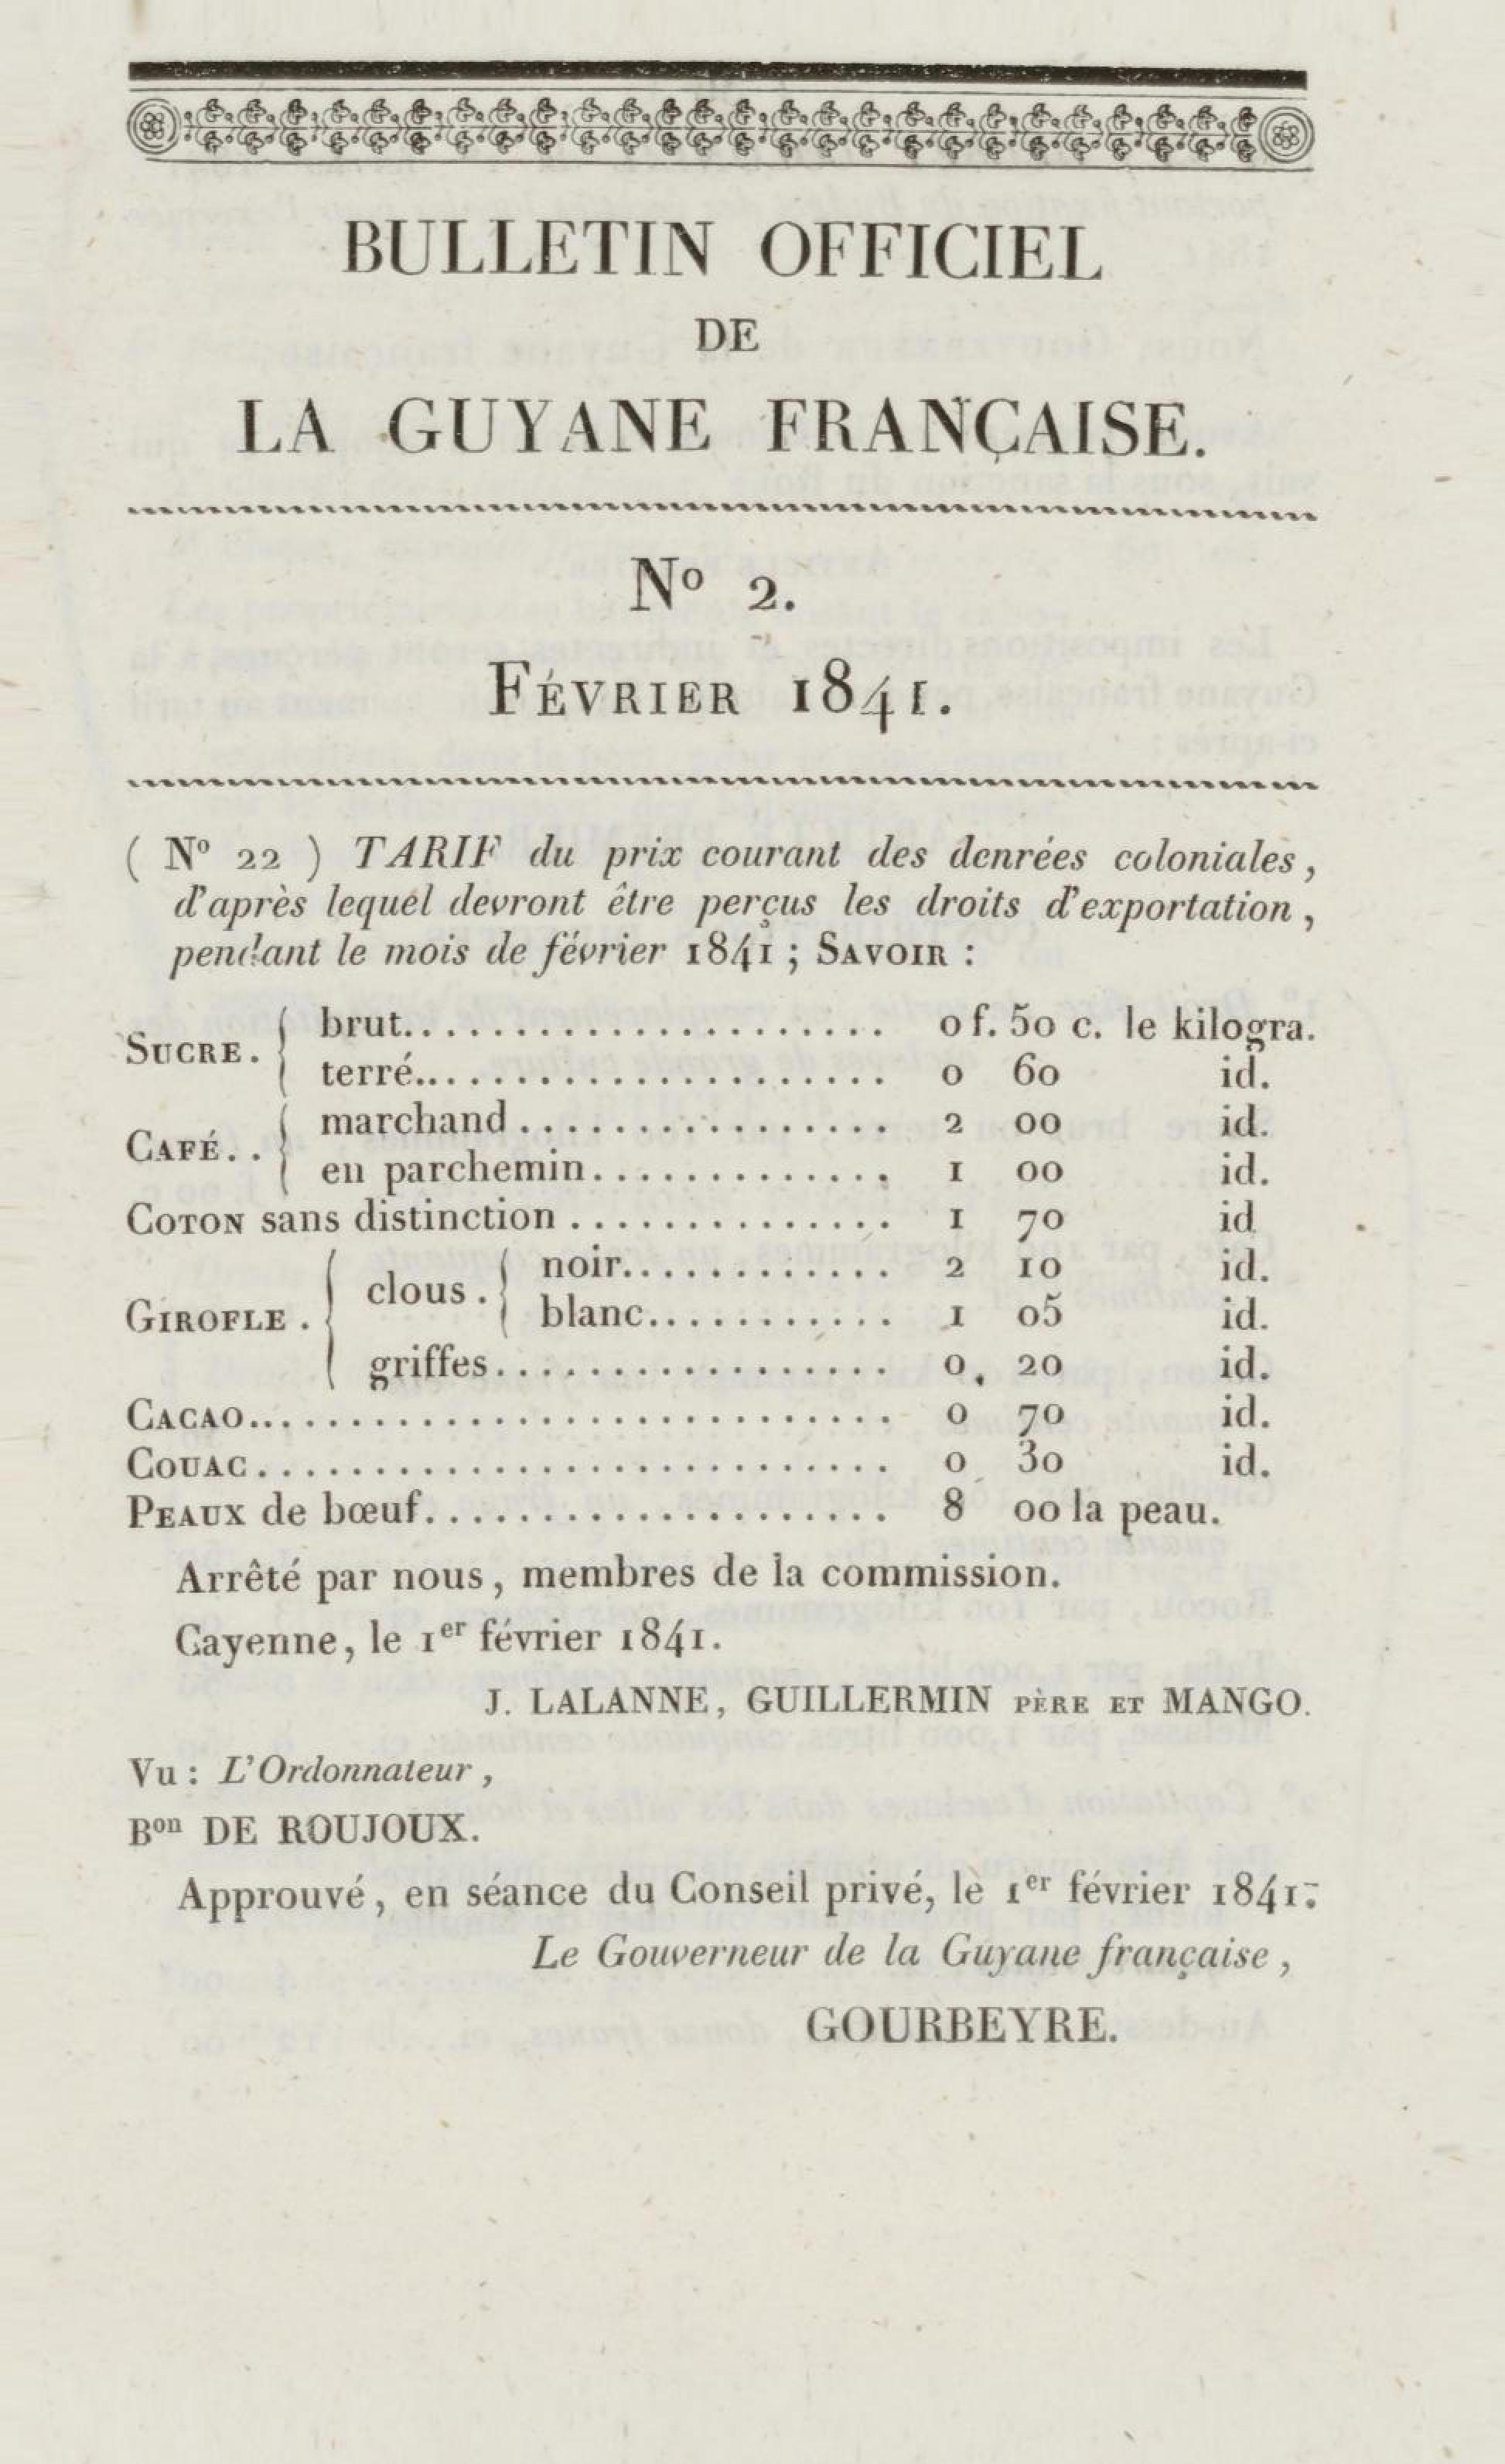 BULLETIN OFFICIEL
DE
LA GUYANE FRANÇAISE.
Nº 2.
FÉVRIER 1841.
( Nº 22 ) TARIF du prix courant des denrées coloniales,
d'après lequel devront être perçus les droits d'exportation,
pendant le mois de février 1841 ; SAVOIR :
SUCRE. { brut..................... 0 f. 50 c. le kilogra.
terré..................... 0 60 id.
CAFÉ.. { marchand................ 2 00 id.
en parchemin............. 1 00 id.
COTON sans distinction.............. 1 70 id
GIROFLE. { clous. { noir............ 2 10 id.
blanc........... 1 05 id.
griffes................. 0. 20 id.
CACAO............................ 0 70 id.
COUAC............................ 0 30 id.
PEAUX de bœuf.................... 8 00 la peau.
Arrêté par nous, membres de la commission.
Cayenne, le 1er février 1841.
J. LALANNE, GUILLERMIN PÈRE ET MANGO.
Vu : L'Ordonnateur,
Bon DE ROUJOUX.
Approuvé, en séance du Conseil privé, le 1er février 1841.
Le Gouverneur de la Guyane française,
GOURBEYRE.